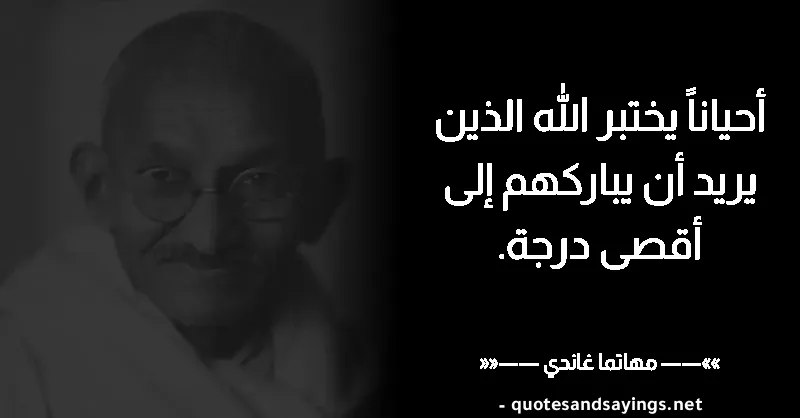 أحياناً يختبر الله الذين
يريد أن يباركهم إلى
أقصى درجة.
»»—— مهاتما غاندي ——««
- quotesandsayings.net